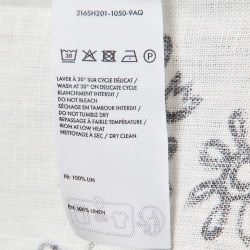 216SH201-1050-9AQ
30
LAVER À 30° SUR CYCLE DÉLICAT /
WASH AT 30° ON DELICATE CYCLE
BLANCHIMENT INTERDIT /
DO NOT BLEACH
SÉCHAGE EN TAMBOUR INTERDIT /
DO NOT TUMBLE DRY
REPASSAGE À FAIBLE TEMPÉRATURE /
IRON AT LOW HEAT
NETTOYAGE À SEC / DRY CLEAN
FR: 100% LIN
EN: 100% LINEN